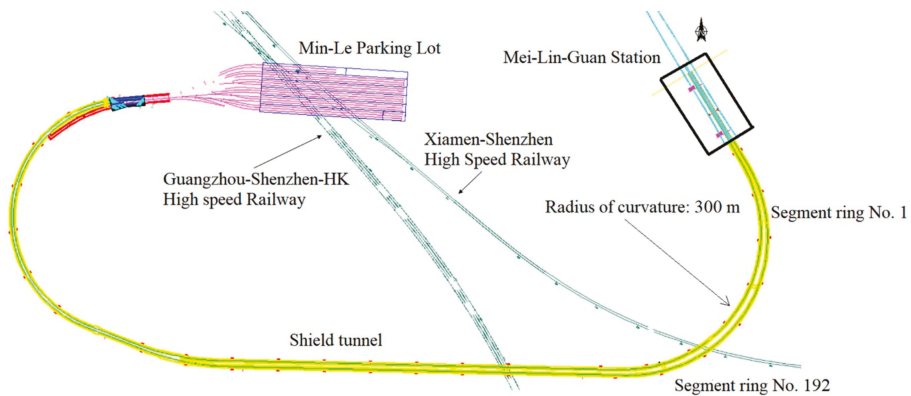 Min-Le Parking Lot
Mei-Lin-Guan Station
Xiamen-Shenzhen
High Speed Railway
Guangzhou-Shenzhen-HK
High speed Railway
Radius of curvature: 300 m
Segment ring No. 1
Shield tunnel
Segment ring No. 192